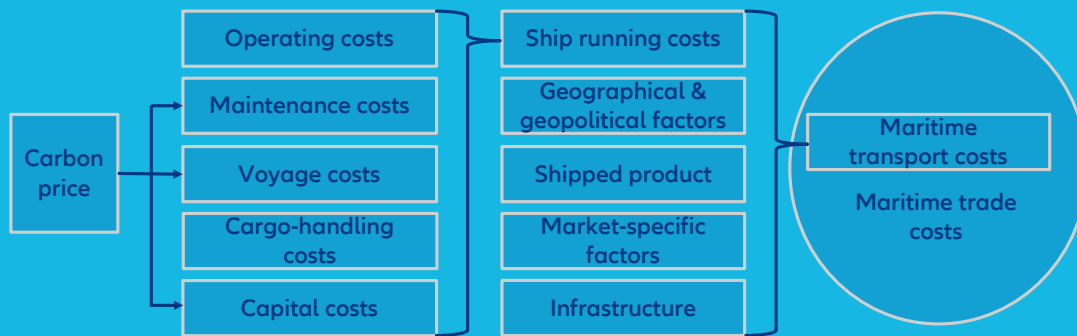 Carbon
price
Operating costs
Maintenance costs
Voyage costs
Cargo-handling
costs
Capital costs
Ship running costs
Geographical &
geopolitical factors
Shipped product
Market-specific
factors
Infrastructure
Maritime
transport costs
Maritime trade
costs